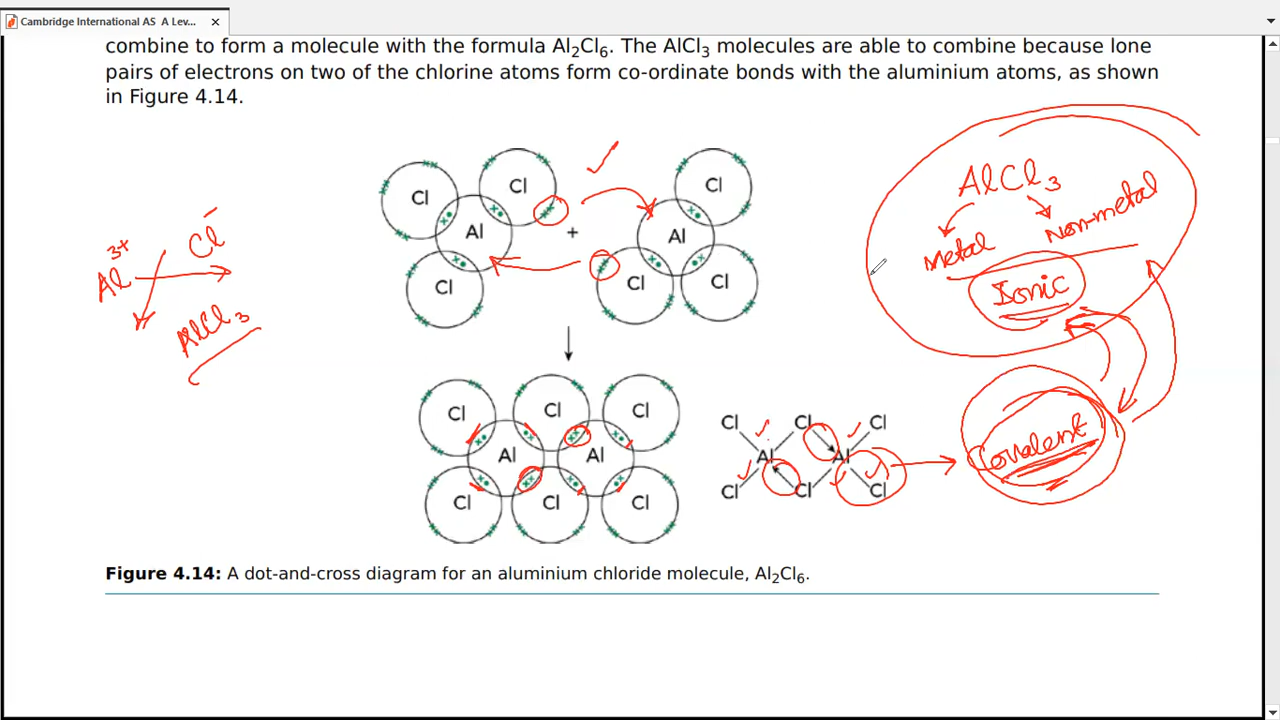 Cambridge International AS A Lev... ×
combine to form a molecule with the formula Al₂Cl₆. The AlCl₃ molecules are able to combine because lone
pairs of electrons on two of the chlorine atoms form co-ordinate bonds with the aluminium atoms, as shown
in Figure 4.14.
Cl Cl Al Cl + Cl Al Cl Cl
AlCl₃
Metal Non-metal
Ionic
Al³⁺ Cl⁻
AlCl₃
Cl Cl Cl
Al Al
Cl Cl Cl
Cl Cl Cl
Al Al
Cl Cl Cl
Covalent
Figure 4.14: A dot-and-cross diagram for an aluminium chloride molecule, Al₂Cl₆.